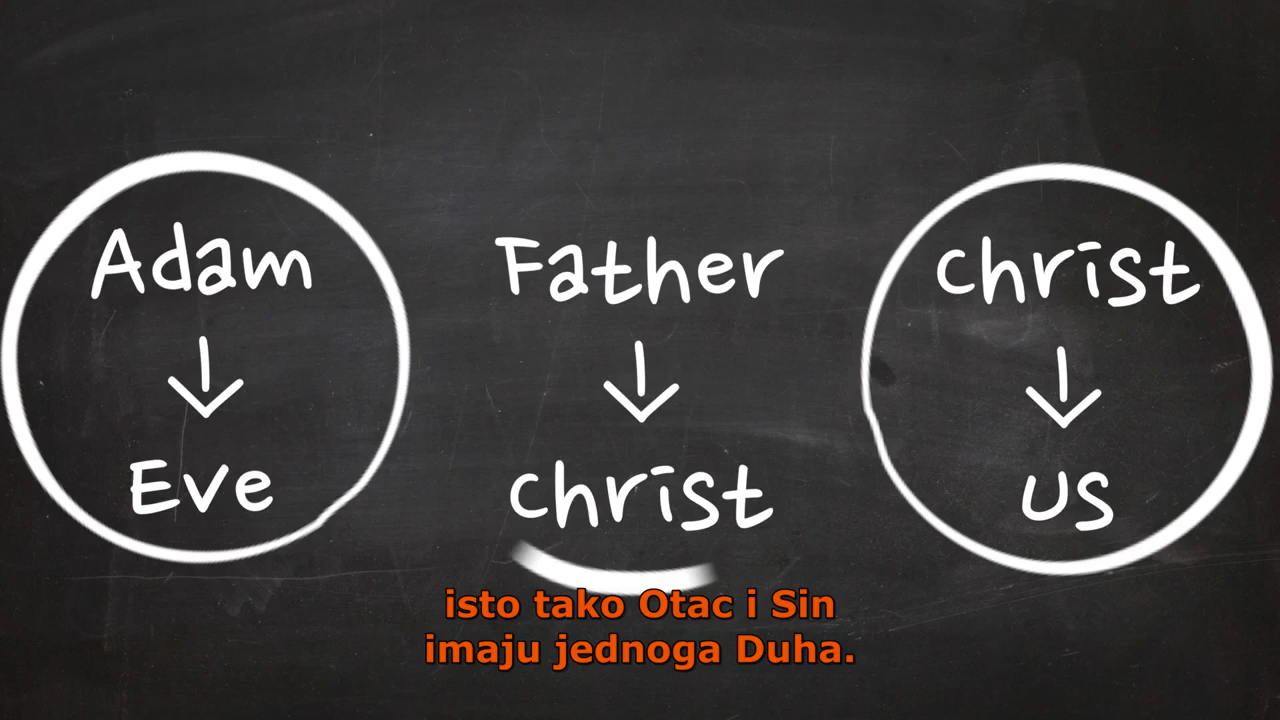 Adam
Eve
Father
christ
christ
us
isto tako Otac i Sin
imaju jednoga Duha.